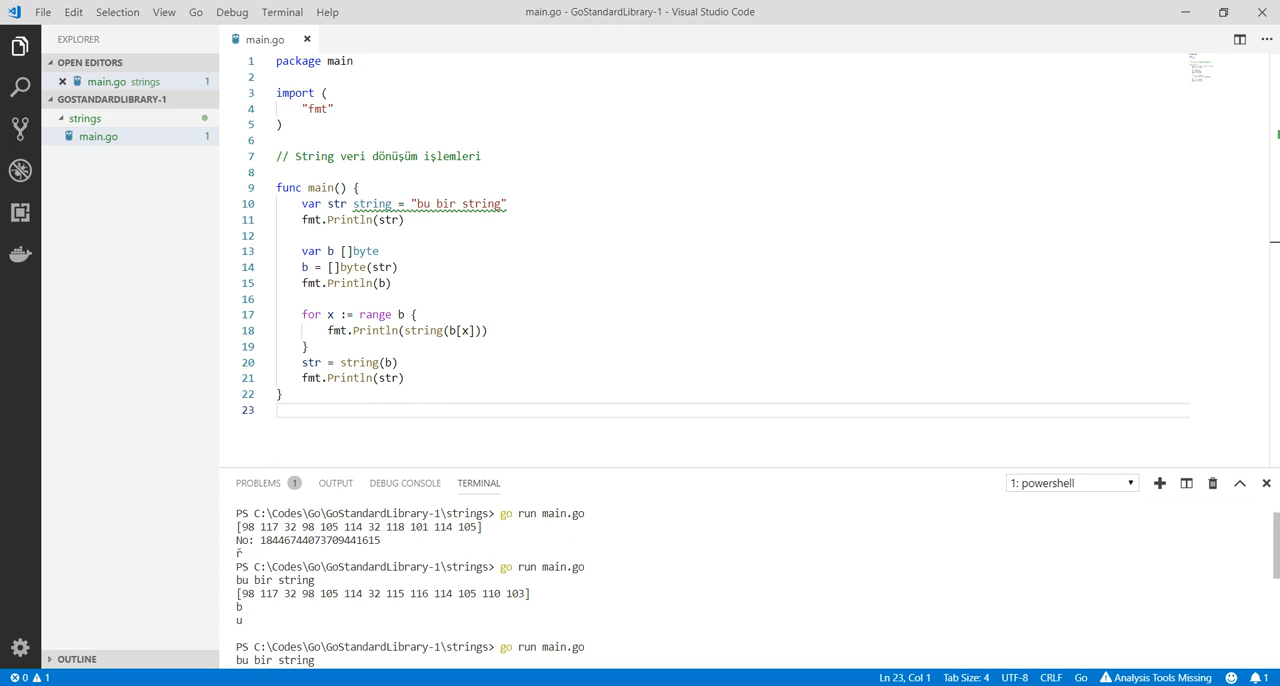 File Edit Selection View Go Debug Terminal Help
main.go - GoStandardLibrary-1 - Visual Studio Code
EXPLORER
OPEN EDITORS
main.go strings 1
GOSTANDARDLIBRARY-1
strings
main.go 1
OUTLINE
main.go
1 package main
2
3 import (
4 "fmt"
5 )
6
7 // String veri dönüşüm işlemleri
8
9 func main() {
10 var str string = "bu bir string"
11 fmt.Println(str)
12
13 var b []byte
14 b = []byte(str)
15 fmt.Println(b)
16
17 for x := range b {
18 fmt.Println(string(b[x]))
19 }
20 str = string(b)
21 fmt.Println(str)
22 }
23
PROBLEMS 1 OUTPUT DEBUG CONSOLE TERMINAL
1: powershell
PS C:\Codes\Go\GoStandardLibrary-1\strings> go run main.go
[98 117 32 98 105 114 32 118 101 114 105]
No: 18446744073709441615
ř
PS C:\Codes\Go\GoStandardLibrary-1\strings> go run main.go
bu bir string
[98 117 32 98 105 114 32 115 116 114 105 110 103]
b
u
PS C:\Codes\Go\GoStandardLibrary-1\strings> go run main.go
bu bir string
0 1
Ln 23, Col 1 Tab Size: 4 UTF-8 CRLF Go Analysis Tools Missing 1